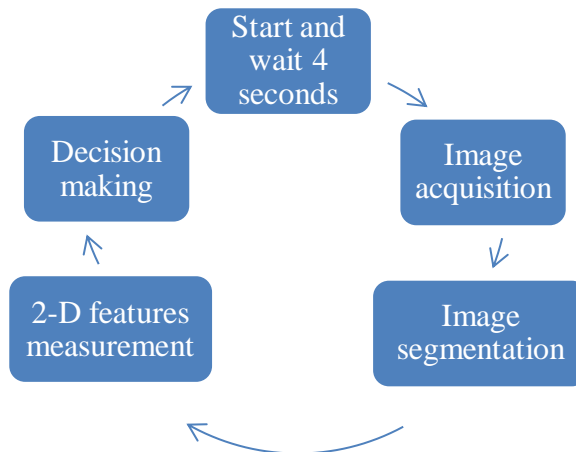 Start and
wait 4
seconds
Image
acquisition
Image
segmentation
2-D features
measurement
Decision
making